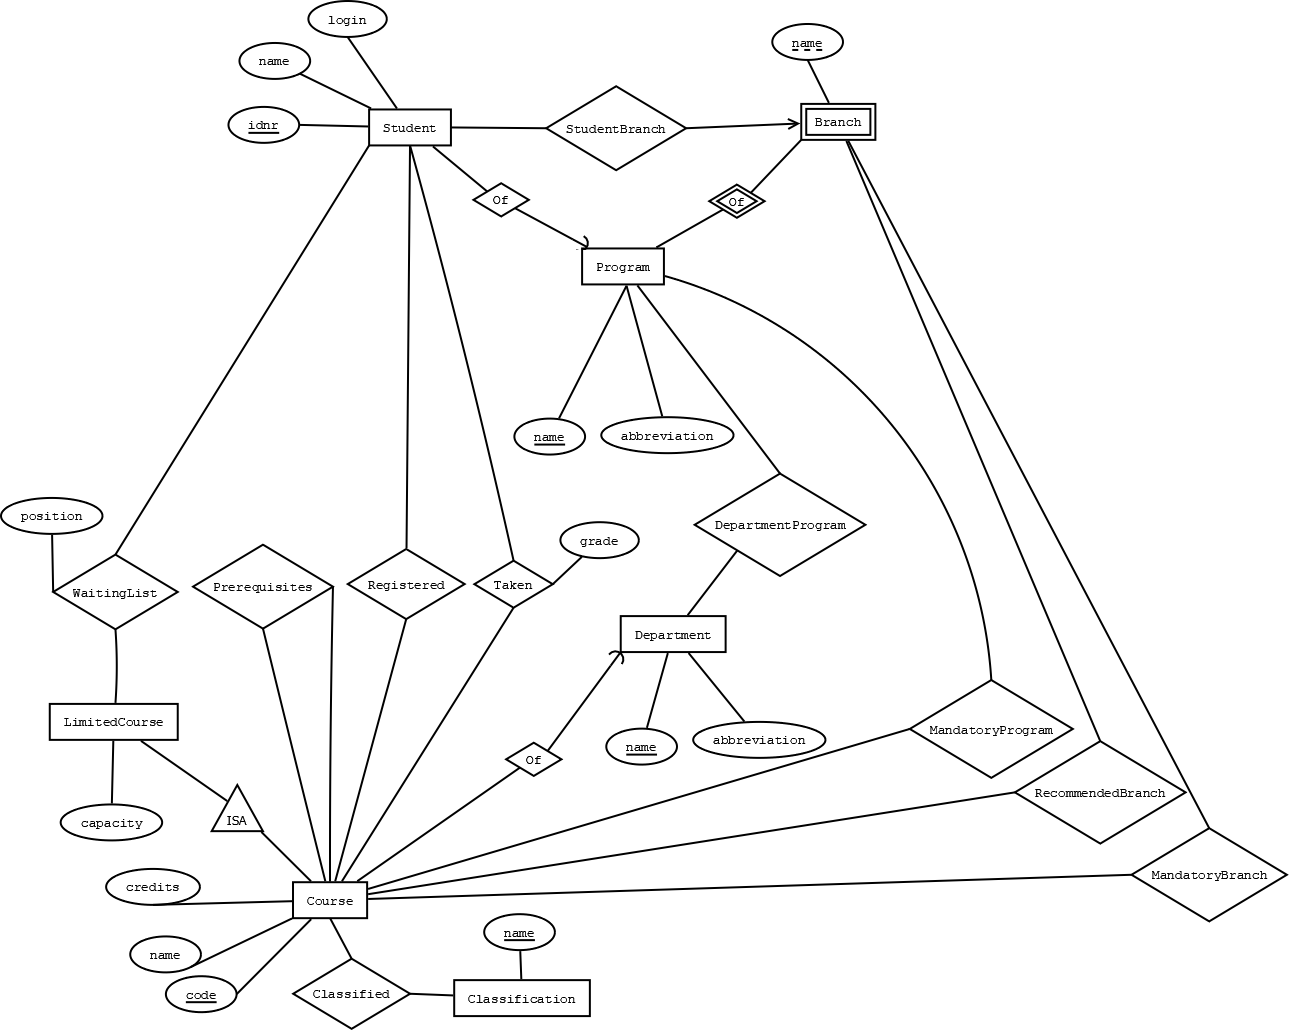 login
name
name
idnr
Student
StudentBranch
Branch
Of
Of
Program
name
abbreviation
position
DepartmentProgram
grade
WaitingList
Prerequisites
Registered
Taken
Department
LimitedCourse
MandatoryProgram
name
abbreviation
Of
RecommendedBranch
capacity
ISA
MandatoryBranch
credits
Course
name
name
code
Classified
Classification